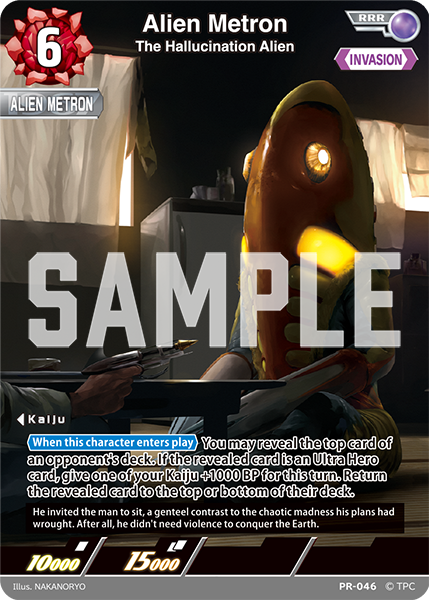 Alien Metron
The Hallucination Alien
6
RRR
INVASION
ALIEN METRON
SAMPLE
Kaiju
When this character enters play You may reveal the top card of
an opponent's deck. If the revealed card is an Ultra Hero
card, give one of your Kaiju +1000 BP for this turn. Return
the revealed card to the top or bottom of their deck.
He invited the man to sit, a genteel contrast to the chaotic madness his plans had
wrought. After all, he didn't need violence to conquer the Earth.
10000 15000
Illus. NAKANORYO PR-046 © TPC